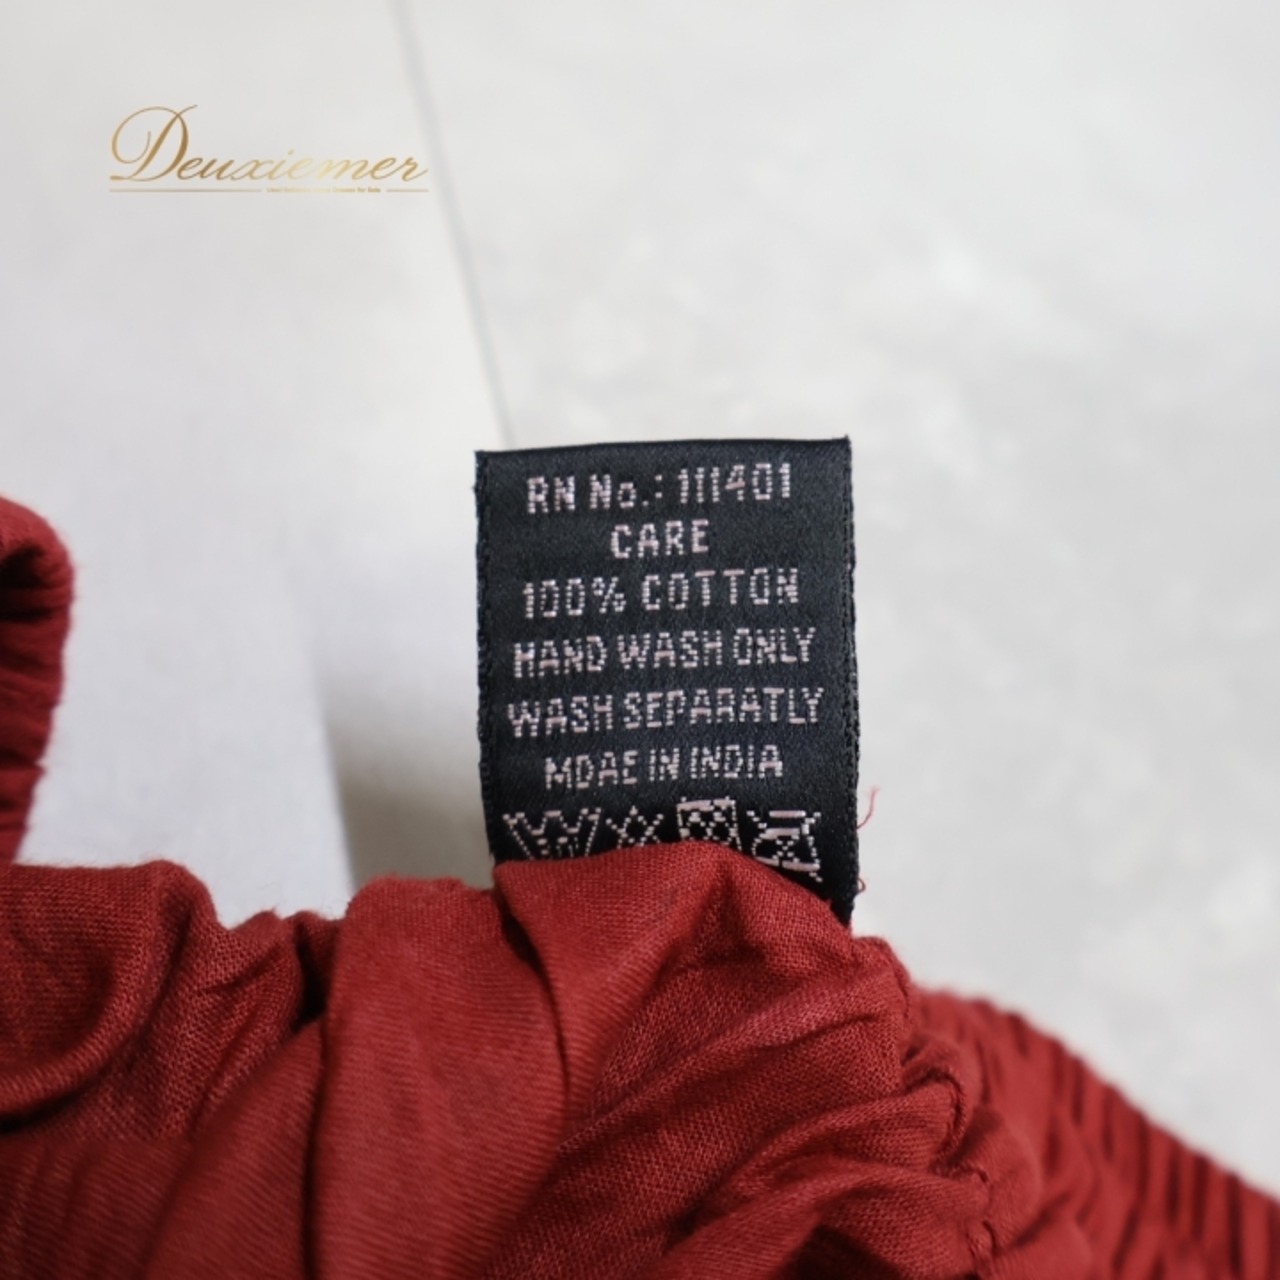 Deuxiemer
RN No.: 111401
CARE
100% COTTON
HAND WASH ONLY
WASH SEPARATLY
MDAE IN INDIA